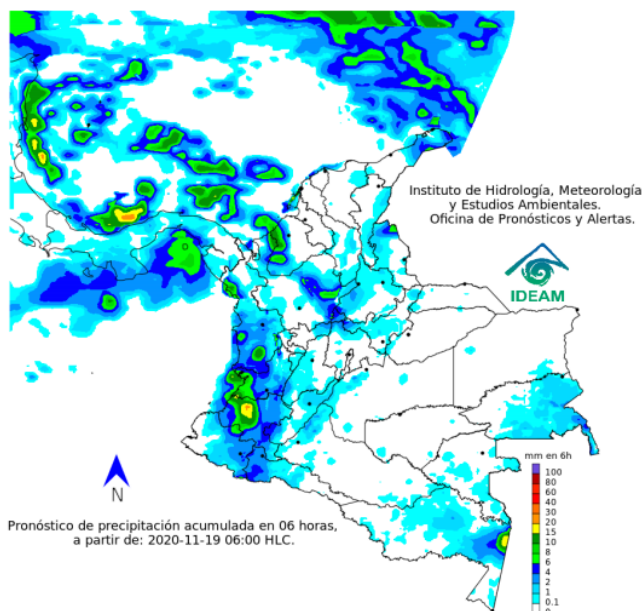 Instituto de Hidrología, Meteorología
y Estudios Ambientales.
Oficina de Pronósticos y Alertas.
IDEAM
N
Pronóstico de precipitación acumulada en 06 horas,
a partir de: 2020-11-19 06:00 HLC.
mm en 6h
100
80
60
40
30
20
15
10
8
6
4
2
1
0.1
0